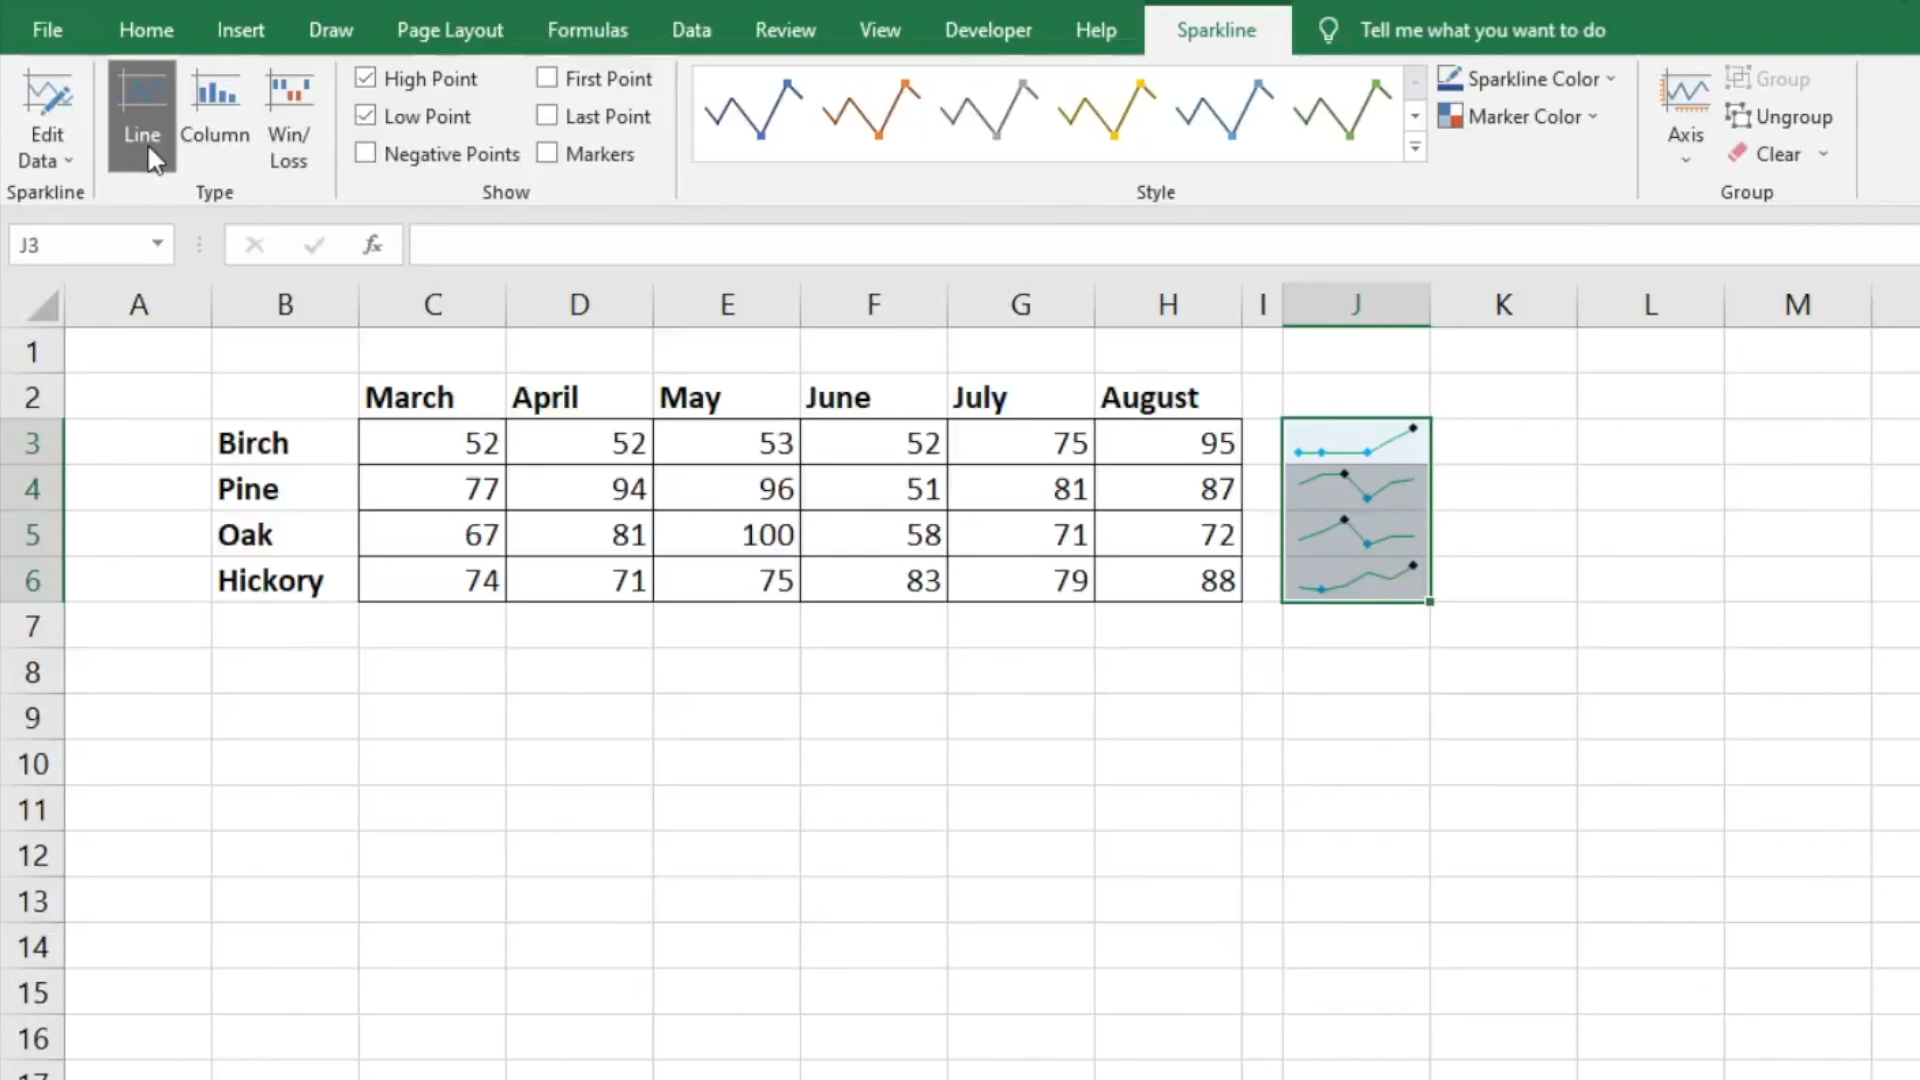 File Home Insert Draw Page Layout Formulas Data Review View Developer Help Sparkline Tell me what you want to do
Edit Data
Line
Column
Win/
Loss
High Point
Low Point
Negative Points
First Point
Last Point
Markers
Sparkline Color
Marker Color
Axis
Group
Ungroup
Clear
Sparkline Type Show Style Group
J3 fx
A B C D E F G H I J K L M
1
2 March April May June July August
3 Birch 52 52 53 52 75 95
4 Pine 77 94 96 51 81 87
5 Oak 67 81 100 58 71 72
6 Hickory 74 71 75 83 79 88
7
8
9
10
11
12
13
14
15
16
17